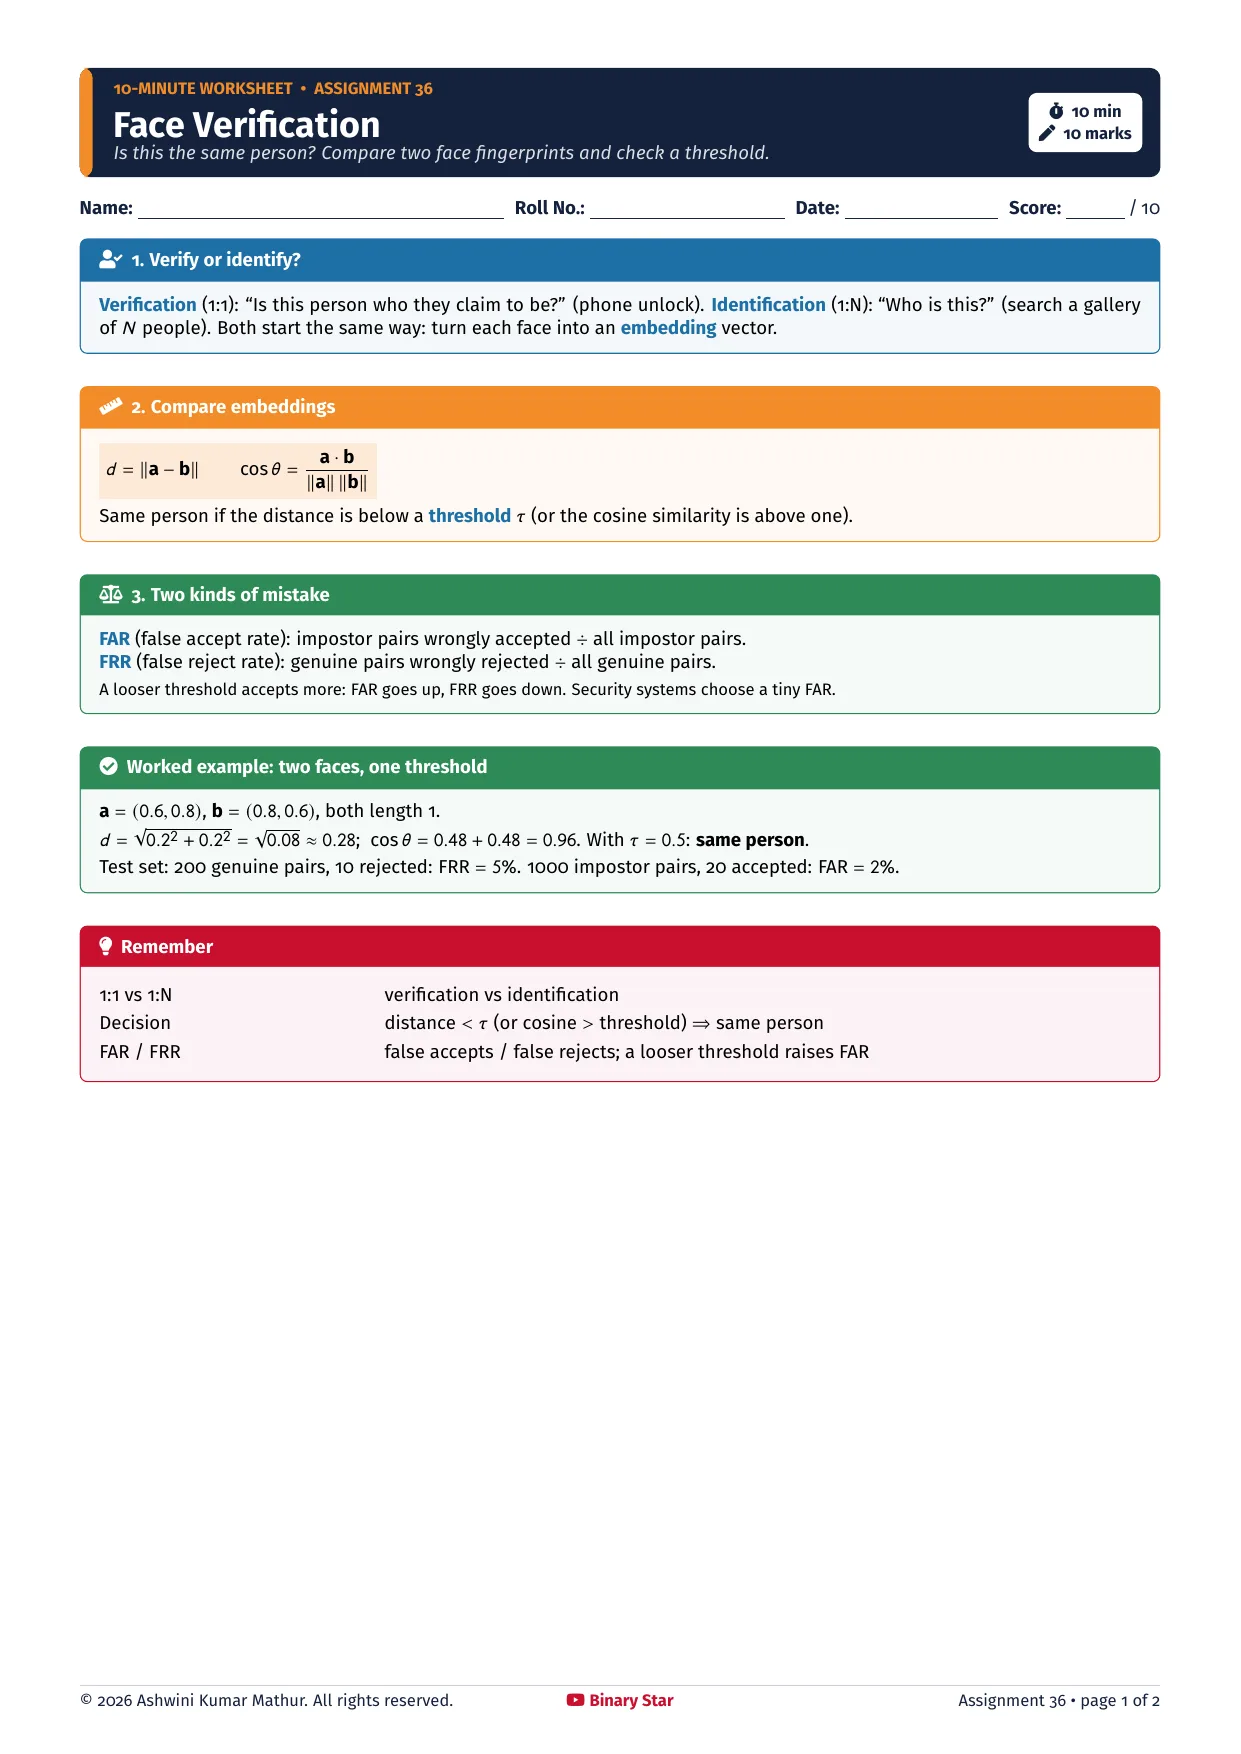 10-MINUTE WORKSHEET • ASSIGNMENT 36
Face Verification
Is this the same person? Compare two face fingerprints and check a threshold.
10 min
10 marks
Name: Roll No.: Date: Score: / 10
1. Verify or identify?
Verification (1:1): “Is this person who they claim to be?” (phone unlock). Identification (1:N): “Who is this?” (search a gallery
of N people). Both start the same way: turn each face into an embedding vector.
2. Compare embeddings
d = ‖a − b‖ cos θ = a · b / ‖a‖ ‖b‖
Same person if the distance is below a threshold τ (or the cosine similarity is above one).
3. Two kinds of mistake
FAR (false accept rate): impostor pairs wrongly accepted ÷ all impostor pairs.
FRR (false reject rate): genuine pairs wrongly rejected ÷ all genuine pairs.
A looser threshold accepts more: FAR goes up, FRR goes down. Security systems choose a tiny FAR.
Worked example: two faces, one threshold
a = (0.6, 0.8), b = (0.8, 0.6), both length 1.
d = √0.2² + 0.2² = √0.08 ≈ 0.28; cos θ = 0.48 + 0.48 = 0.96. With τ = 0.5: same person.
Test set: 200 genuine pairs, 10 rejected: FRR = 5%. 1000 impostor pairs, 20 accepted: FAR = 2%.
Remember
1:1 vs 1:N verification vs identification
Decision distance < τ (or cosine > threshold) ⇒ same person
FAR / FRR false accepts / false rejects; a looser threshold raises FAR
© 2026 Ashwini Kumar Mathur. All rights reserved. Binary Star Assignment 36 • page 1 of 2